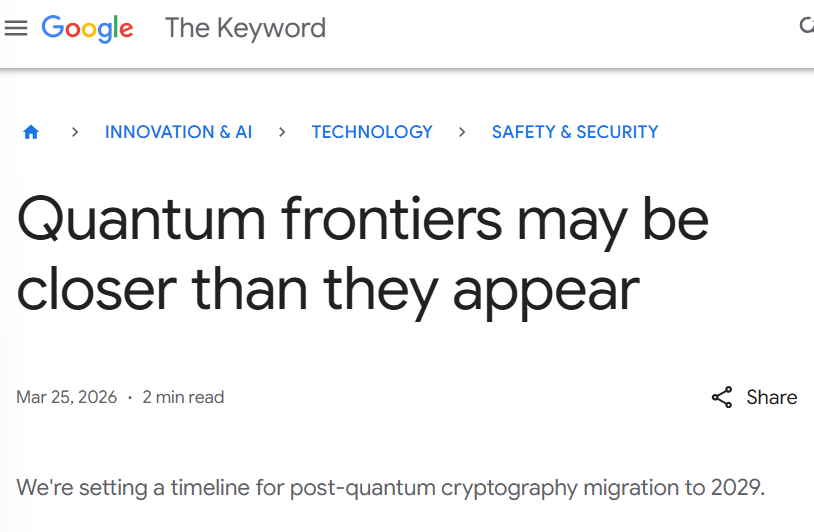 Google The Keyword
INNOVATION & AI > TECHNOLOGY > SAFETY & SECURITY
Quantum frontiers may be
closer than they appear
Mar 25, 2026 • 2 min read
Share
We're setting a timeline for post-quantum cryptography migration to 2029.